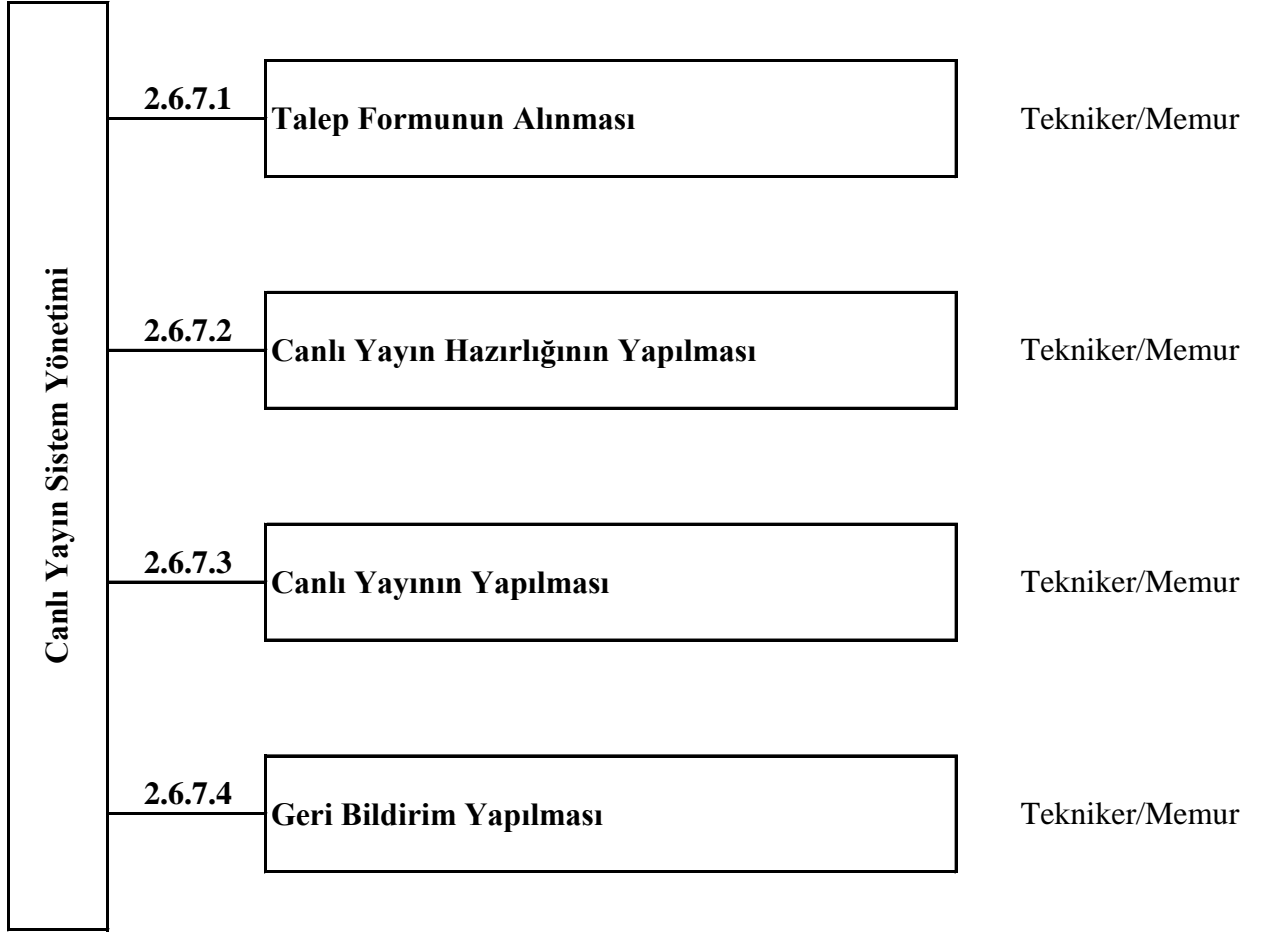 Canlı Yayın Sistem Yönetimi
2.6.7.1
Talep Formunun Alınması
Tekniker/Memur
2.6.7.2
Canlı Yayın Hazırlığının Yapılması
Tekniker/Memur
2.6.7.3
Canlı Yayının Yapılması
Tekniker/Memur
2.6.7.4
Geri Bildirim Yapılması
Tekniker/Memur